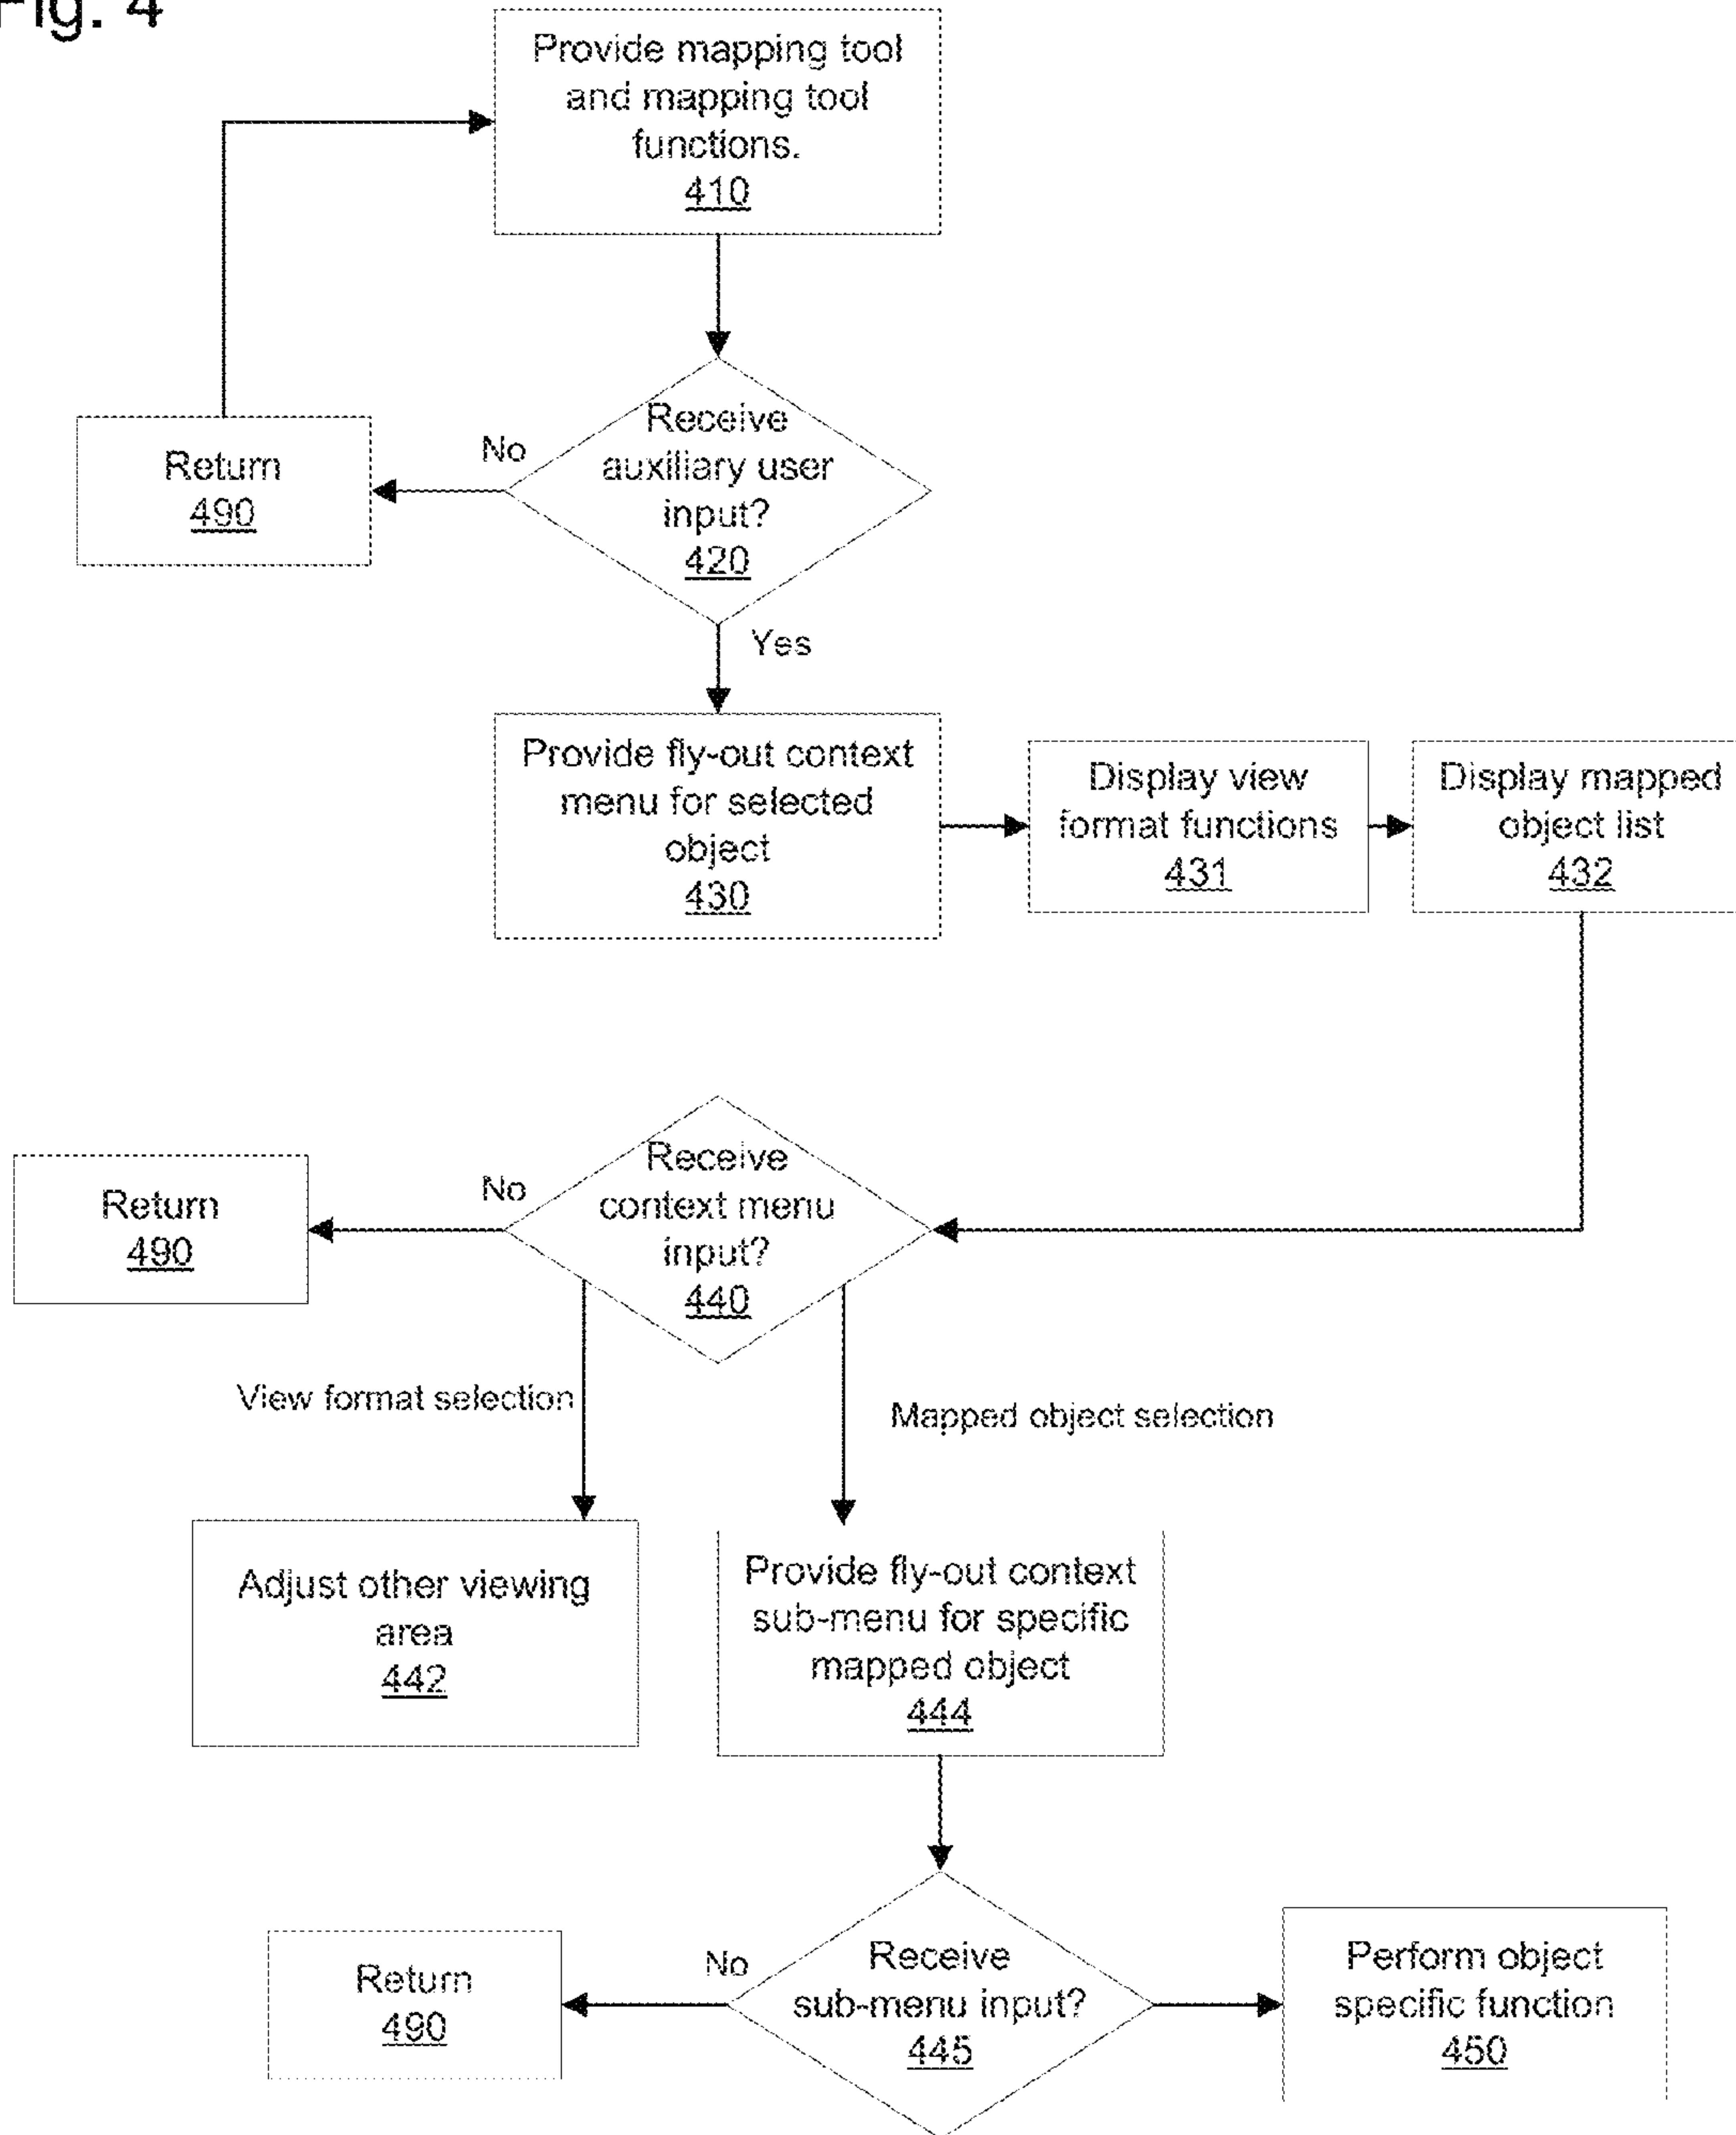 Fig. 4
Provide mapping tool
and mapping tool
functions.
410
Receive
auxiliary user
input?
420
No
Return
490
Yes
Provide fly-out context
menu for selected
object
430
Display view
format functions
431
Display mapped
object list
432
Receive
context menu
input?
440
No
Return
490
View format selection
Mapped object selection
Adjust other viewing
area
442
Provide fly-out context
sub-menu for specific
mapped object
444
Receive
sub-menu input?
445
No
Return
490
Perform object
specific function
450